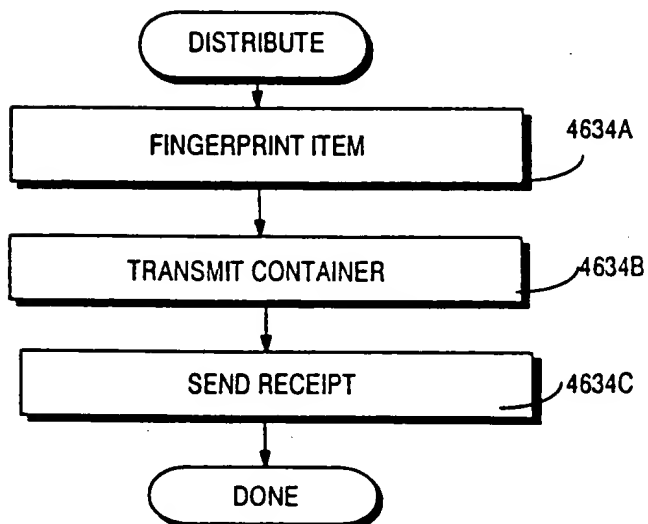 DISTRIBUTE
FINGERPRINT ITEM
4634A
TRANSMIT CONTAINER
4634B
SEND RECEIPT
4634C
DONE